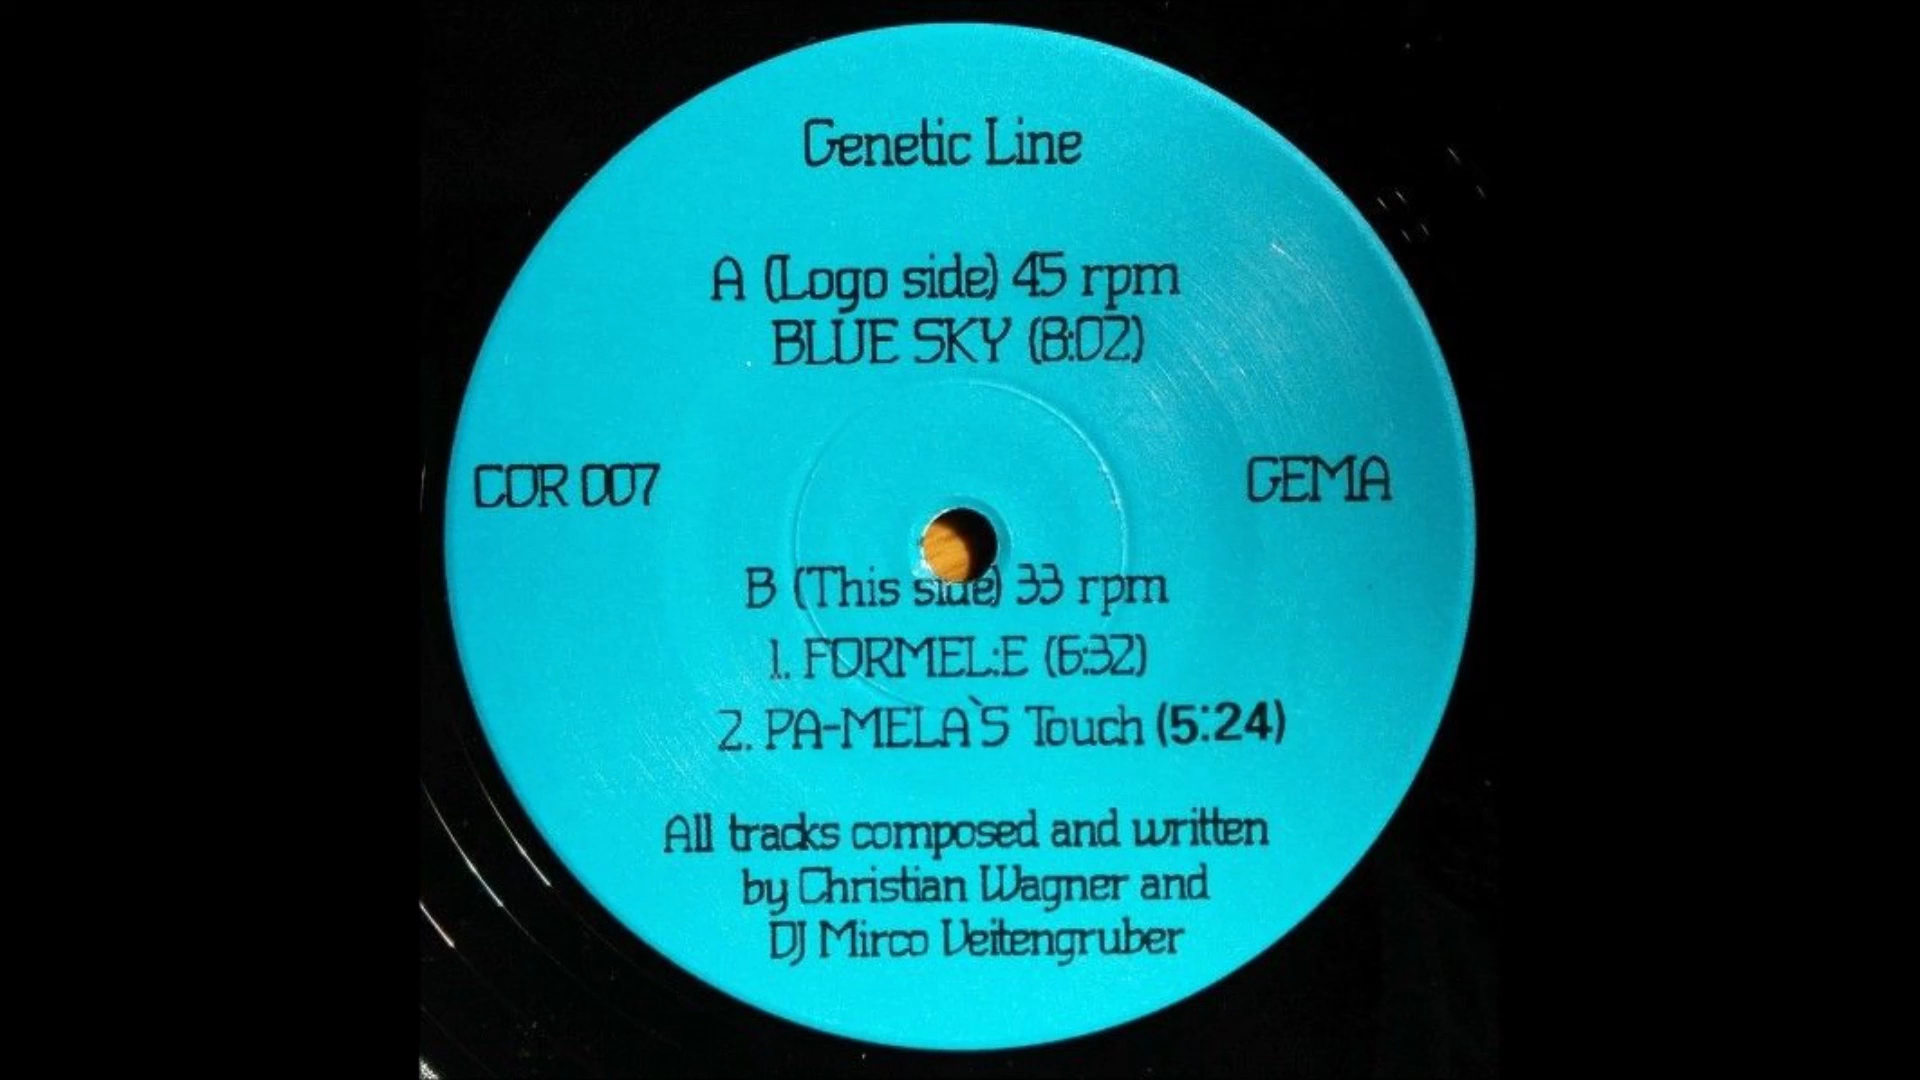 Genetic Line
A (Logo side) 45 rpm
BLUE SKY (8:02)
COR 007
GEMA
B (This side) 33 rpm
1. FORMEL:E (6:32)
2. PA-MELA`S Touch (5:24)
All tracks composed and written
by Christian Wagner and
DJ Mirco Veitengruber